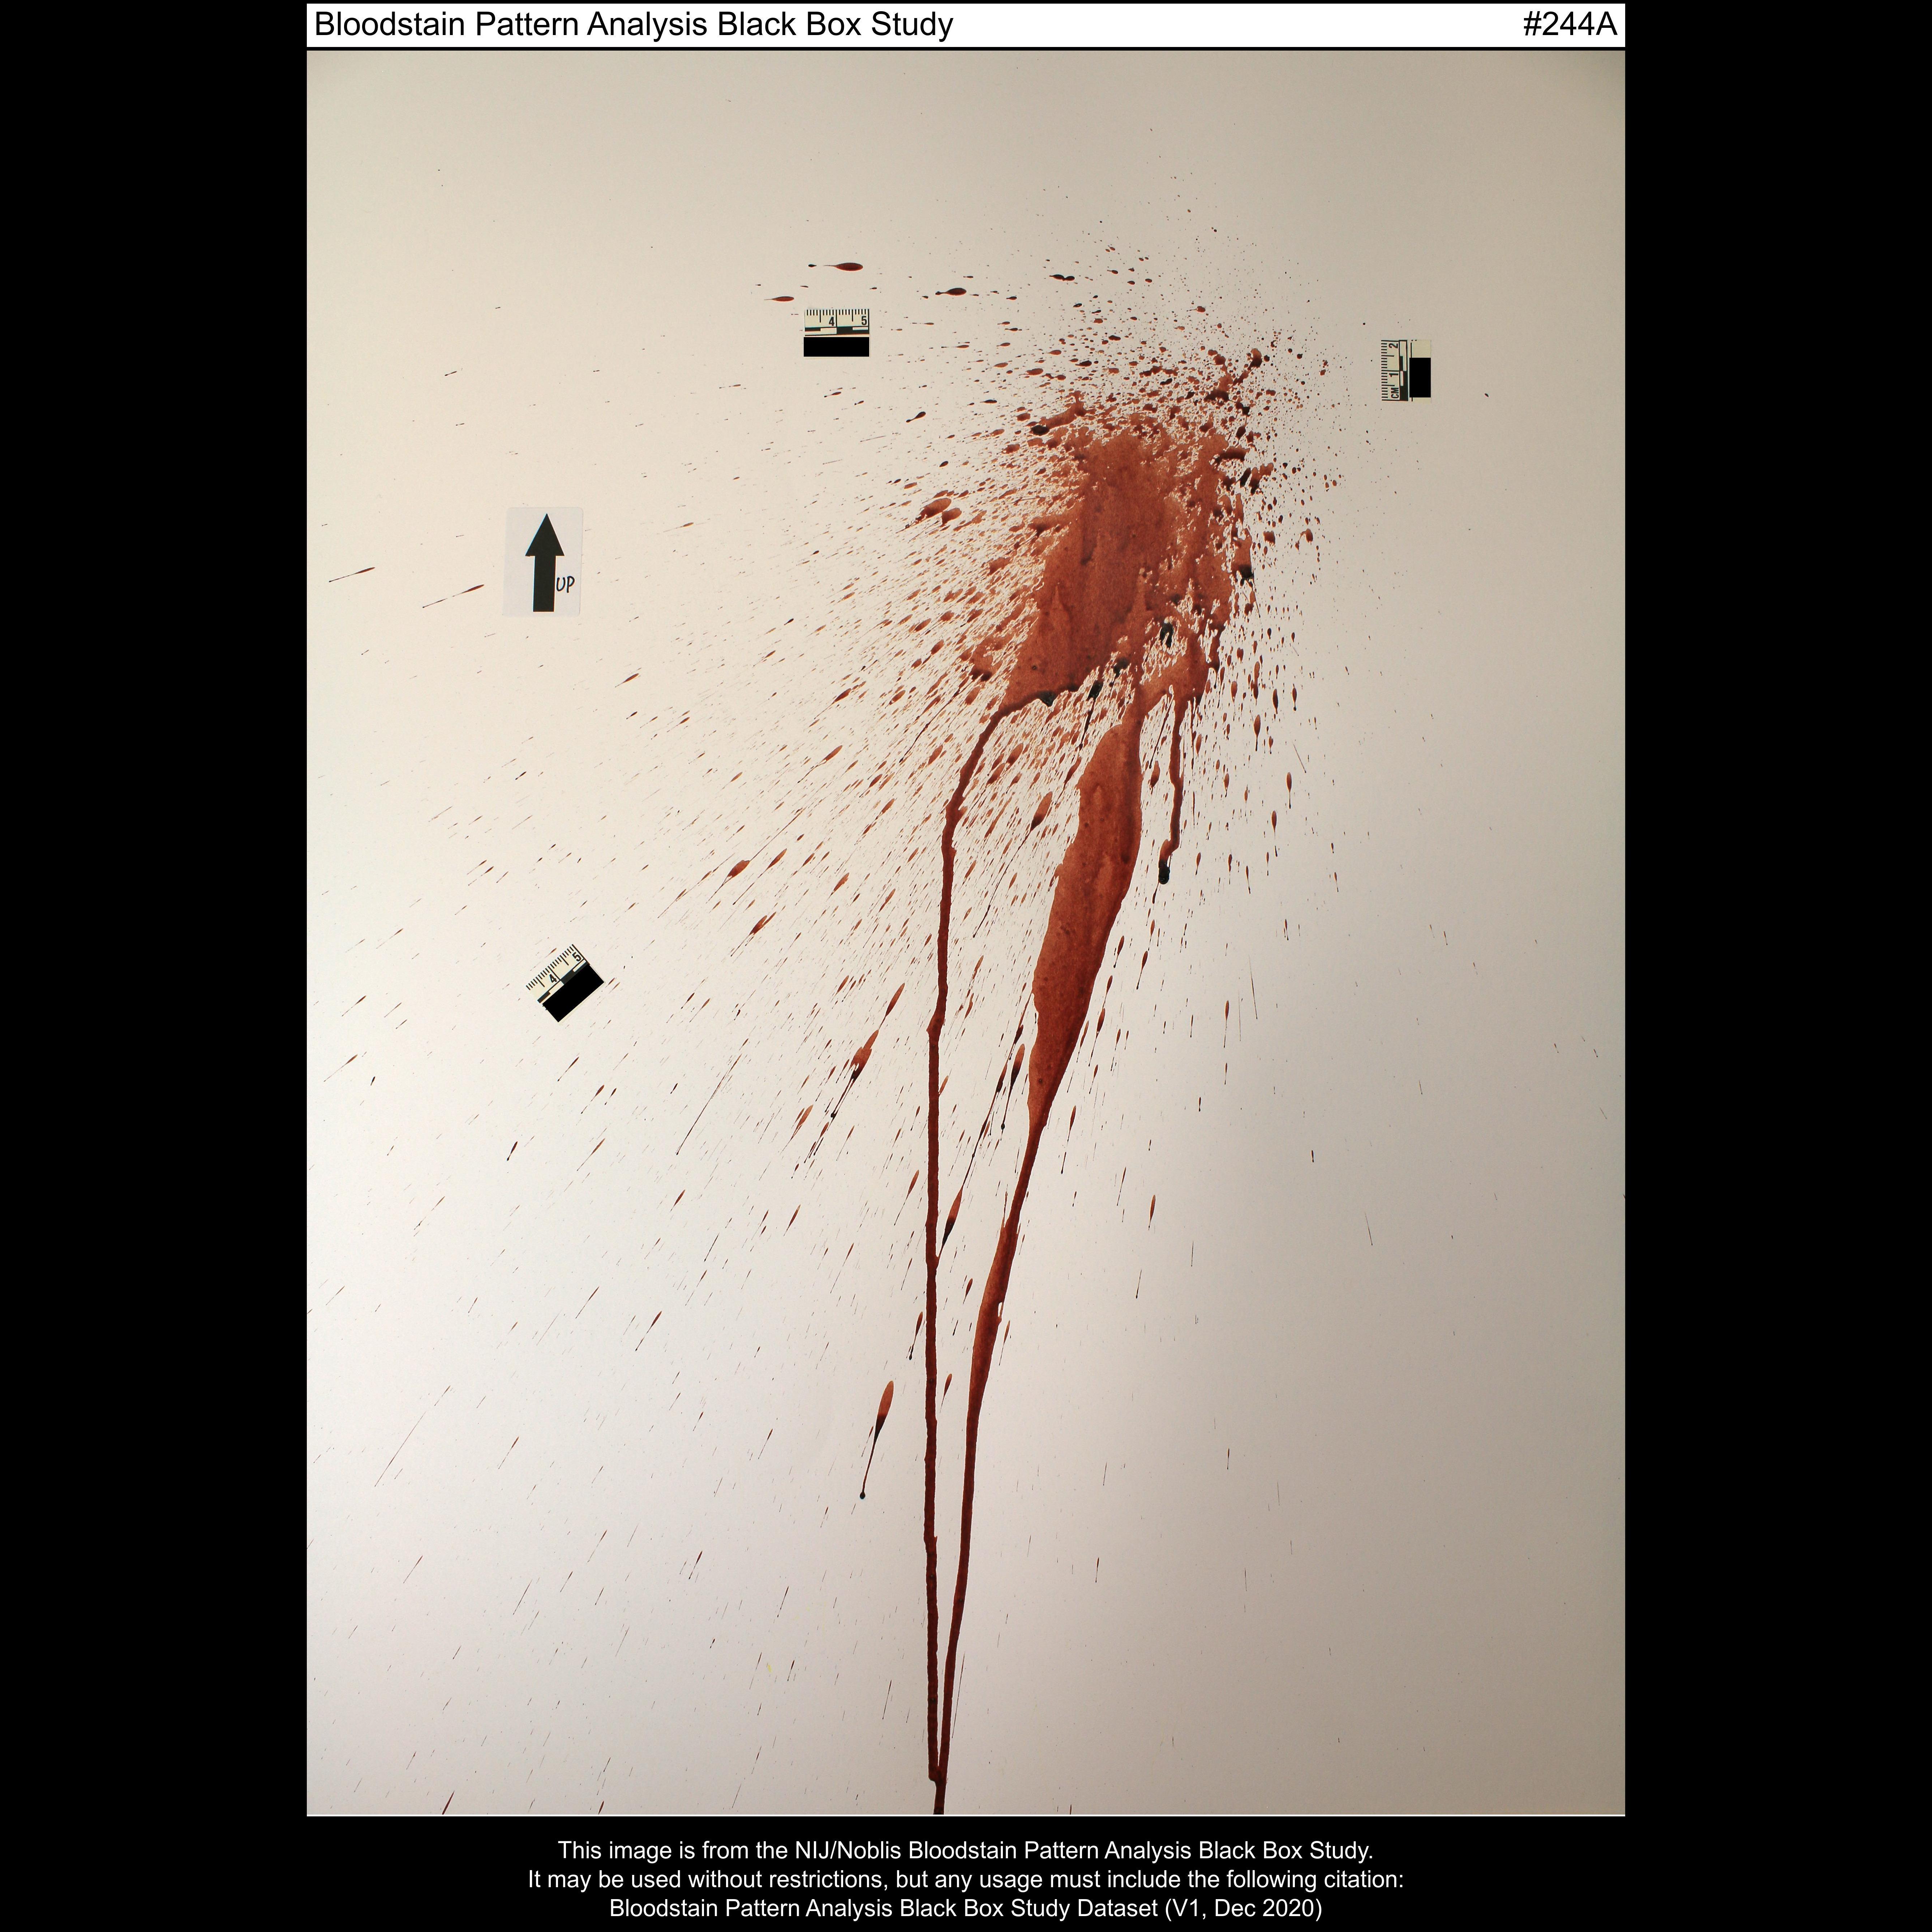 Bloodstain Pattern Analysis Black Box Study #244A
4 5
2
1
CM
UP
4 5
This image is from the NIJ/Noblis Bloodstain Pattern Analysis Black Box Study.
It may be used without restrictions, but any usage must include the following citation:
Bloodstain Pattern Analysis Black Box Study Dataset (V1, Dec 2020)